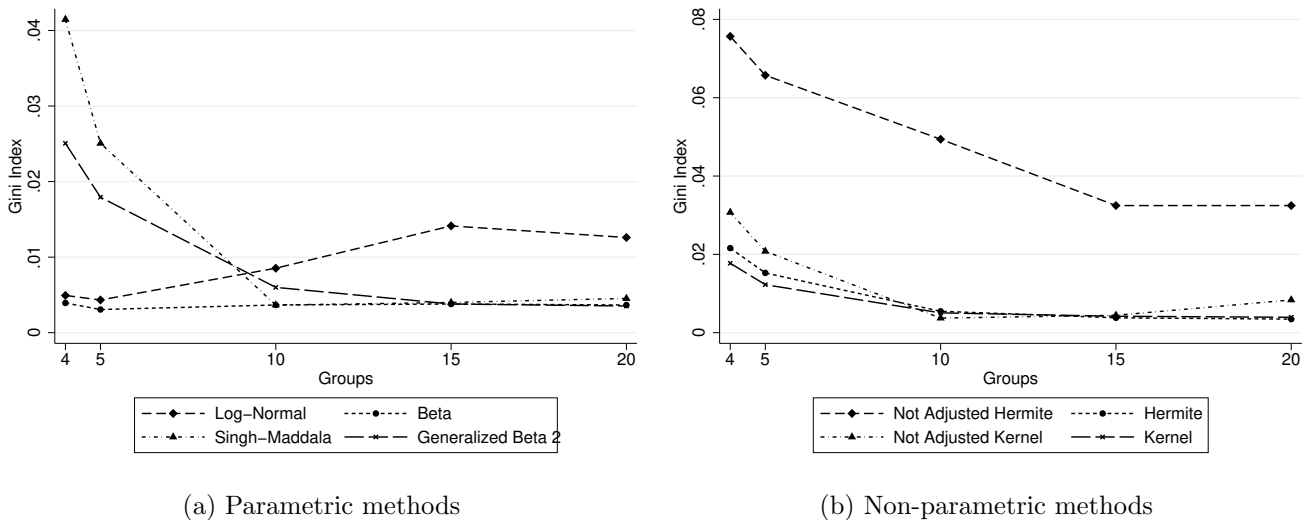 Gini Index
.04
.03
.02
.01
0
4 5 10 15 20
Groups
Log−Normal Beta
Singh−Maddala Generalized Beta 2
(a) Parametric methods
Gini Index
.08
.06
.04
.02
0
4 5 10 15 20
Groups
Not Adjusted Hermite Hermite
Not Adjusted Kernel Kernel
(b) Non-parametric methods